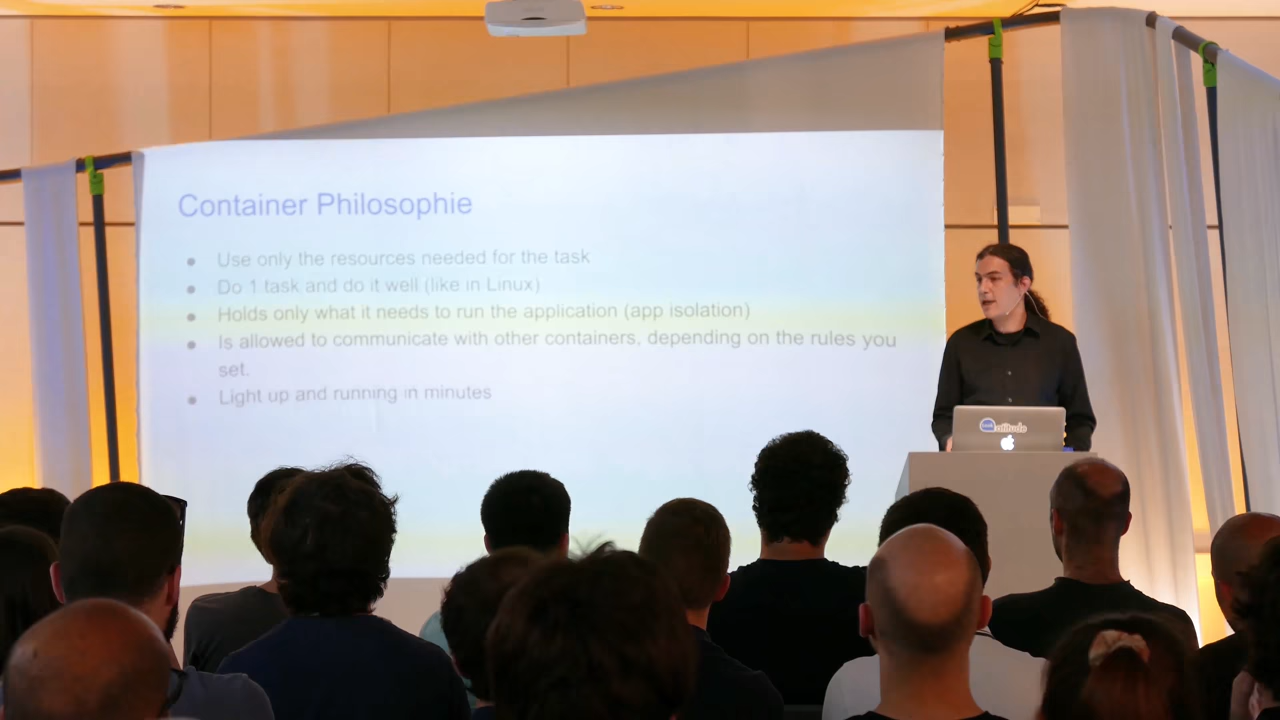 Container Philosophie
● Use only the resources needed for the task
● Do 1 task and do it well (like in Linux)
● Holds only what it needs to run the application (app isolation)
● Is allowed to communicate with other containers, depending on the rules you
set.
● Light up and running in minutes